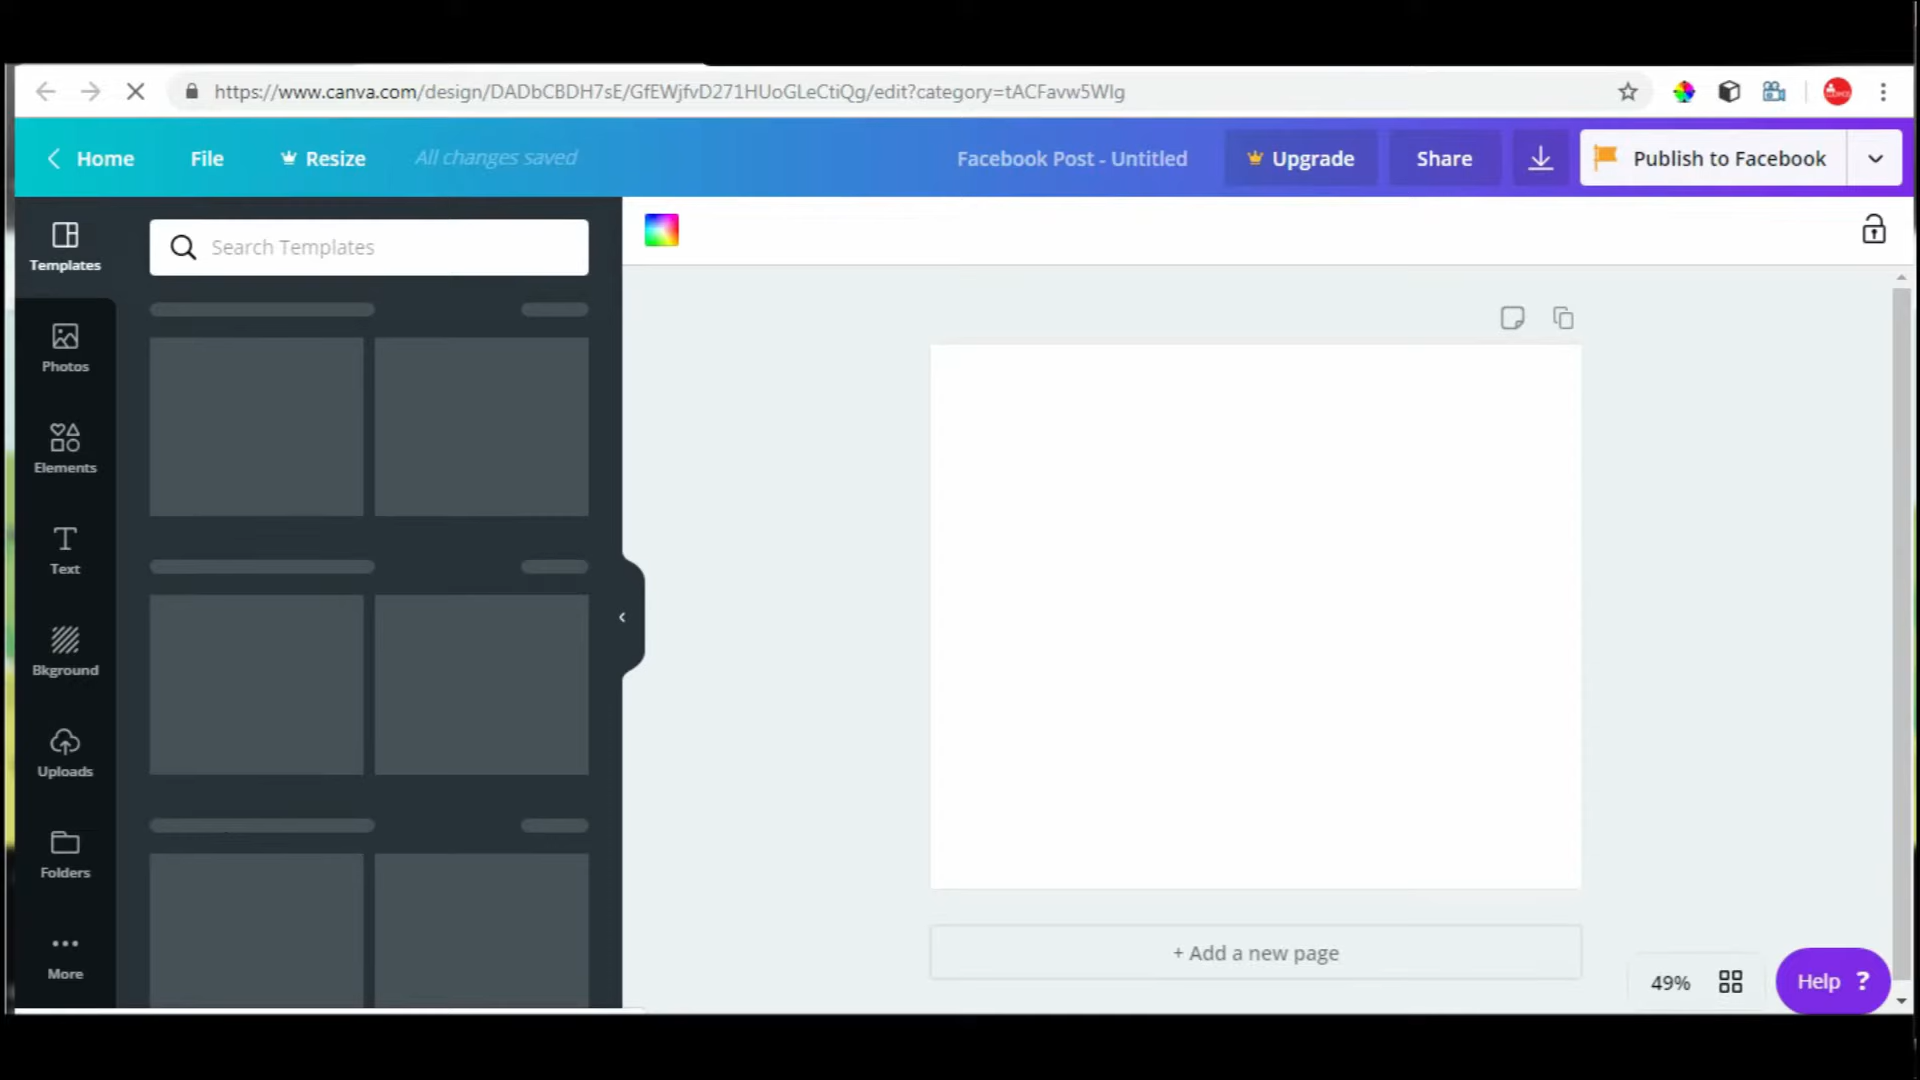 https://www.canva.com/design/DADbCBDH7sE/GfEWjfvD271HUoGLeCtiQg/edit?category=tACFavw5WIg
Home File Resize All changes saved Facebook Post - Untitled Upgrade Share Publish to Facebook
Templates
Search Templates
Photos
Elements
Text
Bkground
Uploads
Folders
More
+ Add a new page
49%
Help ?